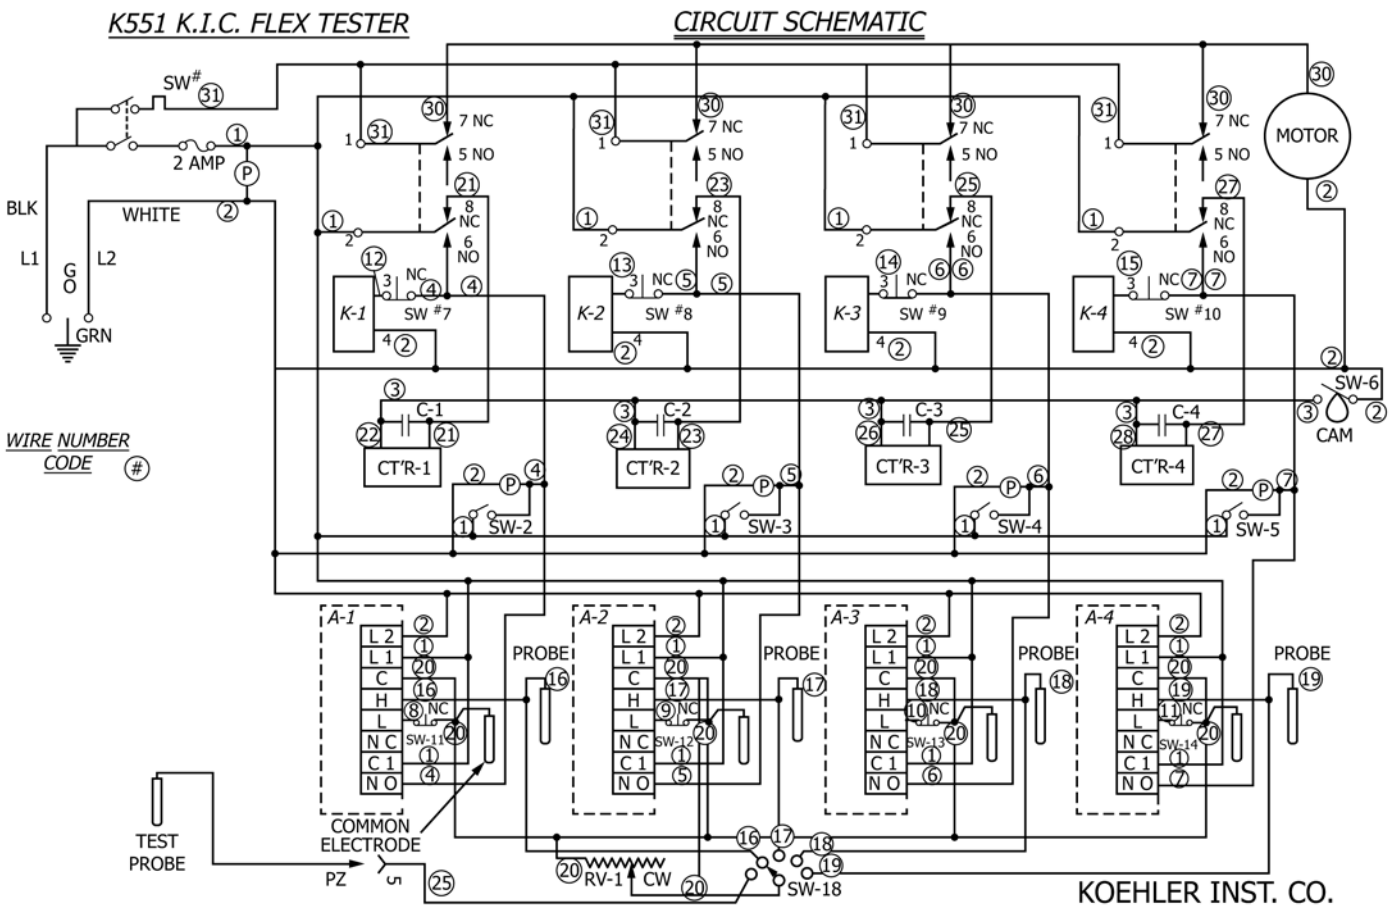 K551 K.I.C. FLEX TESTER
CIRCUIT SCHEMATIC
SW# 31
30 7 NC
30 7 NC
30 7 NC
30 7 NC
30
MOTOR
1 31
1 31
1 31
1 31
1
2 AMP
P
5 NO
5 NO
5 NO
5 NO
21
23
25
27
2
BLK
WHITE
2
1
2
8
NC
6
NO
1
2
8
NC
6
NO
1
2
8
NC
6
NO
1
2
8
NC
6
NO
L1
GO
L2
GRN
12 3 NC 4 4
K-1
SW #7
4 2
13 3 NC 5 5
K-2
SW #8
4 2
14 3 NC 6 6
K-3
SW #9
4 2
15 3 NC 7 7
K-4
SW #10
4 2
2
SW-6
3 2
CAM
WIRE NUMBER
CODE #
3
C-1
22 21
CT'R-1
3
C-2
24 23
CT'R-2
3
C-3
26 25
CT'R-3
3
C-4
28 27
CT'R-4
2 P 4
1 SW-2
2 P 5
1 SW-3
2 P 6
1 SW-4
2 P 7
1 SW-5
A-1
L 2 2
L 1 1
C 20
H 16
L 8 NC
SW-11 20
N C
C 1 1
N O 4
PROBE
16
A-2
L 2 2
L 1 1
C 20
H 17
L 9 NC
SW-12 20
N C
C 1 1
N O 5
PROBE
17
A-3
L 2 2
L 1 1
C 20
H 18
L 10 NC
SW-13 20
N C
C 1 1
N O 6
PROBE
18
A-4
L 2 2
L 1 1
C 20
H 19
L 11 NC
SW-14 20
N C
C 1 1
N O 7
PROBE
19
TEST
PROBE
COMMON
ELECTRODE
16 17 18
19
PZ 5 25
20 RV-1 CW 20 SW-18
KOEHLER INST. CO.